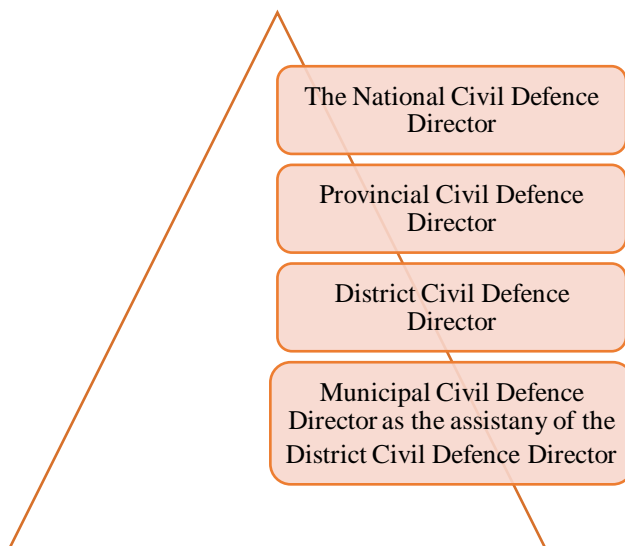 The National Civil Defence
Director
Provincial Civil Defence
Director
District Civil Defence
Director
Municipal Civil Defence
Director as the assistany of the
District Civil Defence Director